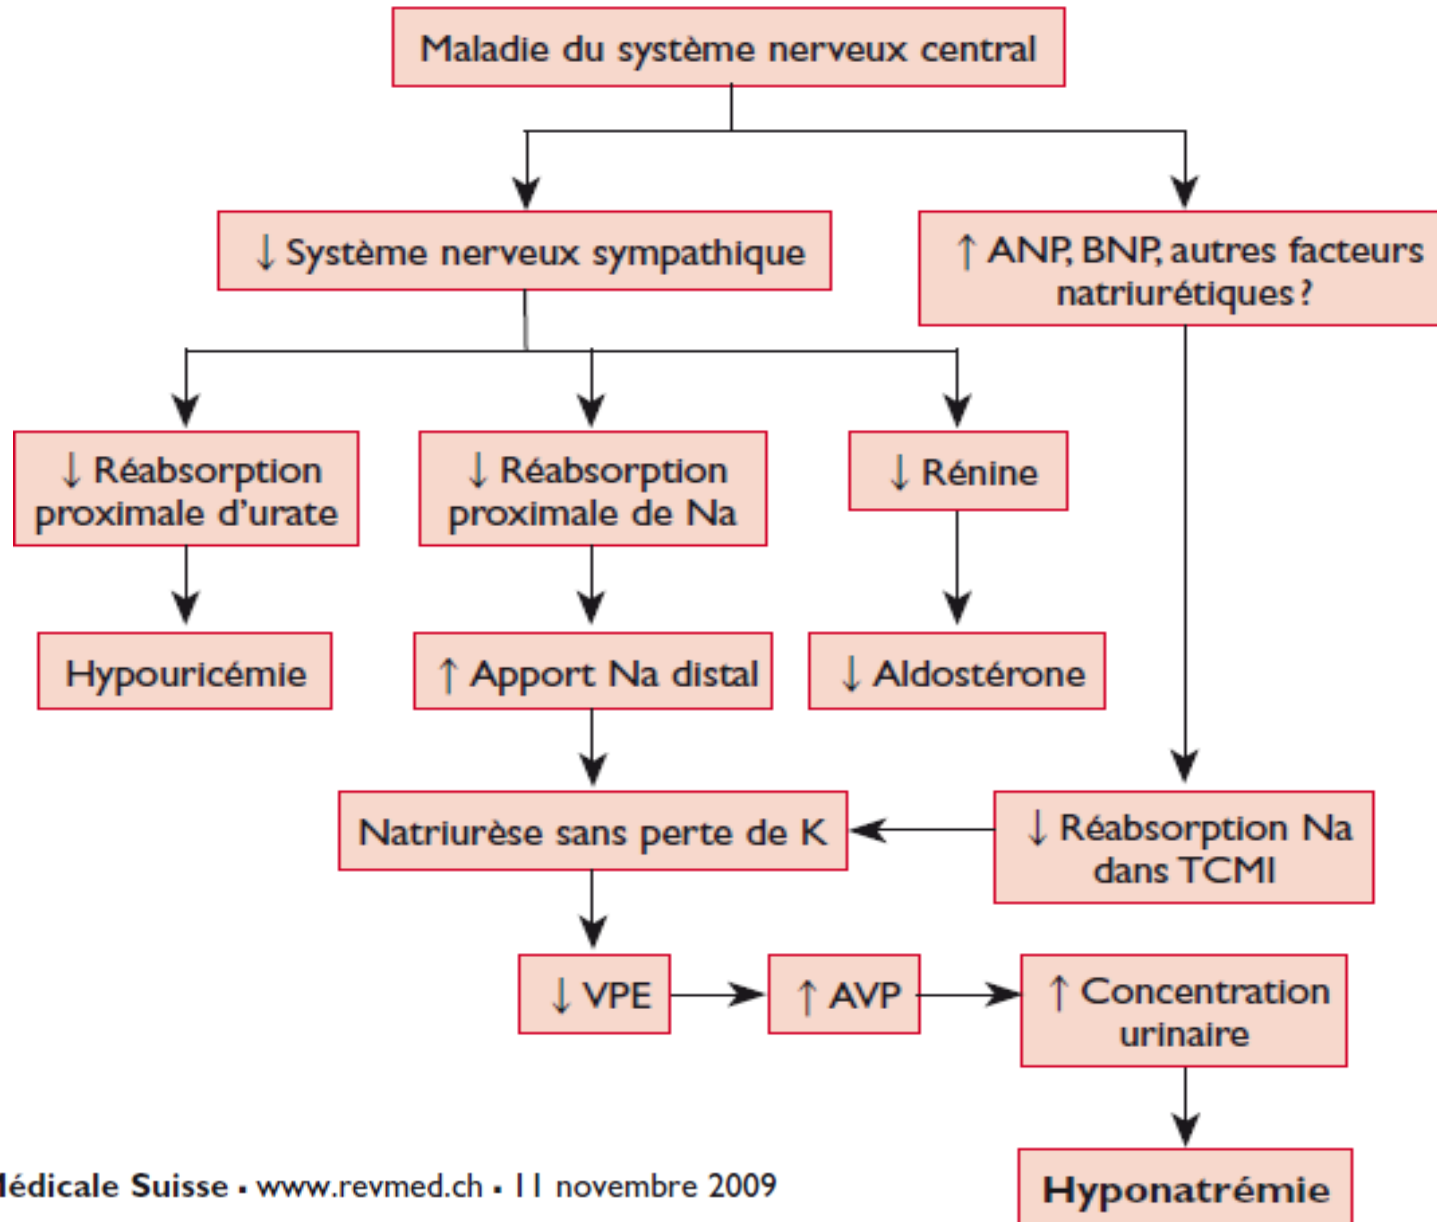 Maladie du système nerveux central
↓ Système nerveux sympathique
↑ ANP, BNP, autres facteurs
natriurétiques ?
↓ Réabsorption
proximale d'urate
↓ Réabsorption
proximale de Na
↓ Rénine
Hypouricémie
↑ Apport Na distal
↓ Aldostérone
Natriurèse sans perte de K
↓ Réabsorption Na
dans TCMI
↓ VPE
↑ AVP
↑ Concentration
urinaire
Hyponatrémie
Médicale Suisse ▪ www.revmed.ch ▪ 11 novembre 2009